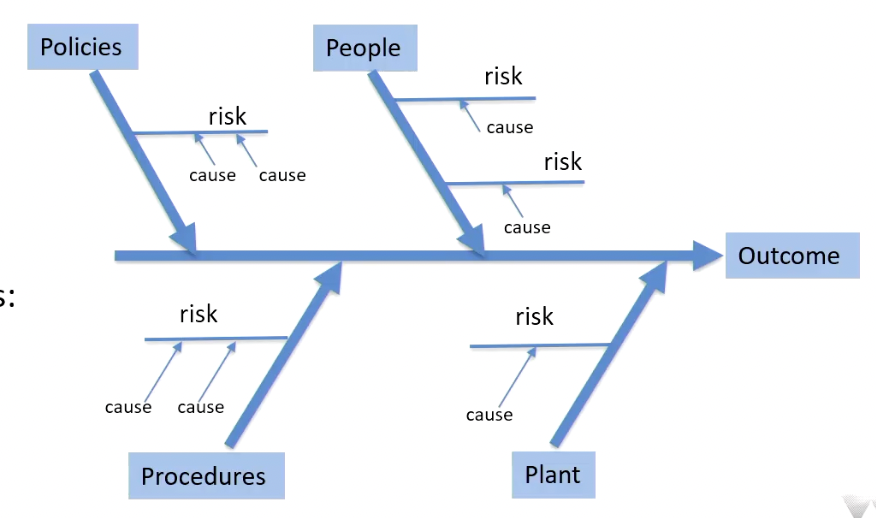 Policies
People
risk
cause
risk
cause
cause
risk
cause
Outcome
s:
risk
cause
cause
risk
cause
Procedures
Plant